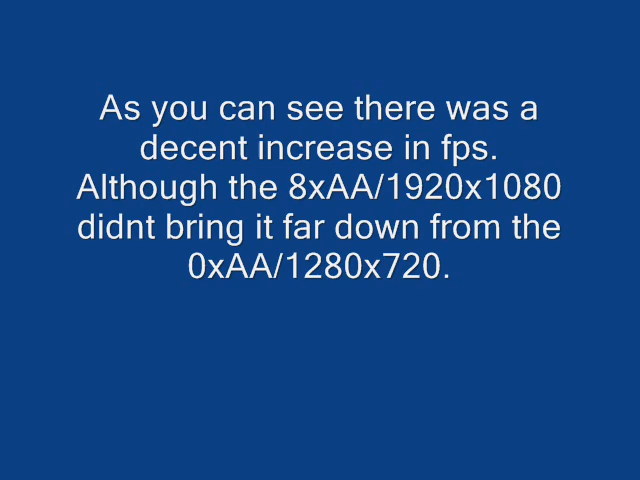 As you can see there was a
decent increase in fps.
Although the 8xAA/1920x1080
didnt bring it far down from the
0xAA/1280x720.